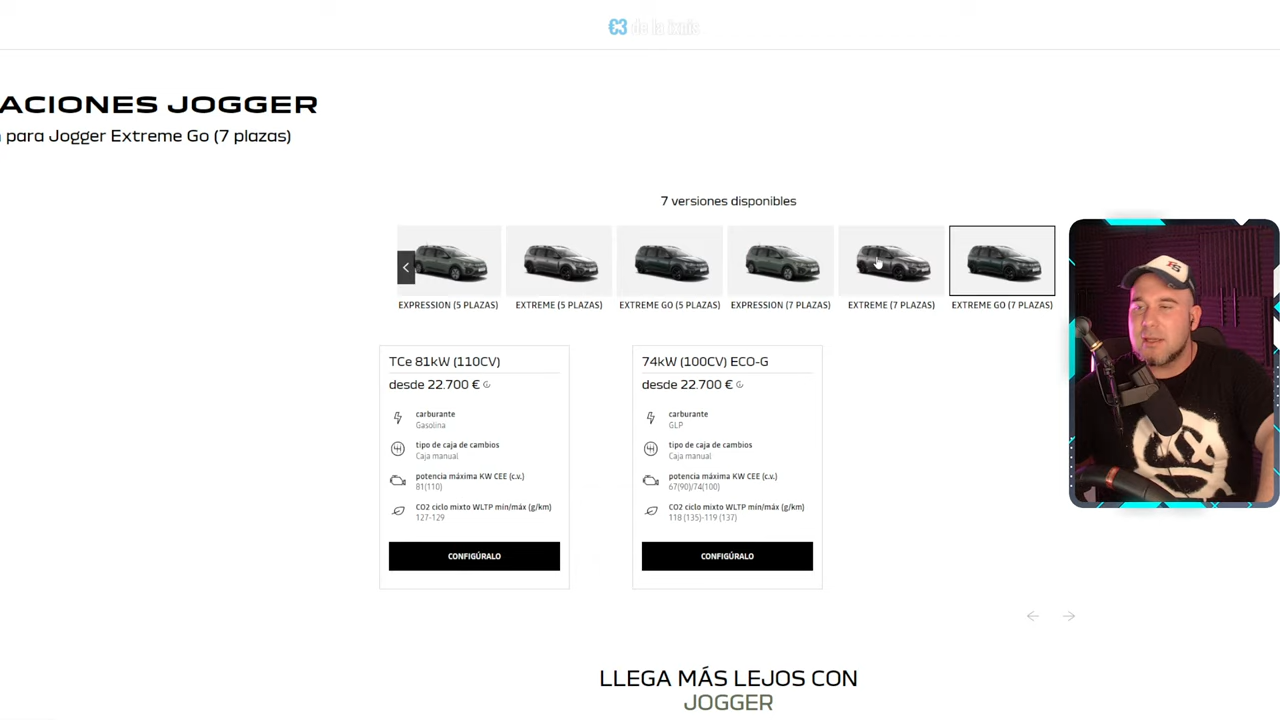 ACIONES JOGGER
para Jogger Extreme Go (7 plazas)
7 versiones disponibles
EXPRESSION (5 PLAZAS)
EXTREME (5 PLAZAS)
EXTREME GO (5 PLAZAS)
EXPRESSION (7 PLAZAS)
EXTREME (7 PLAZAS)
EXTREME GO (7 PLAZAS)
TCe 81kW (110CV)
desde 22.700 €
carburante
Gasolina
tipo de caja de cambios
Caja manual
potencia máxima KW CEE (c.v.)
81(110)
CO2 ciclo mixto WLTP mín/máx (g/km)
127-129
CONFIGÚRALO
74kW (100CV) ECO-G
desde 22.700 €
carburante
GLP
tipo de caja de cambios
Caja manual
potencia máxima KW CEE (c.v.)
67(90)/74(100)
CO2 ciclo mixto WLTP mín/máx (g/km)
118 (135)-119 (137)
CONFIGÚRALO
LLEGA MÁS LEJOS CON
JOGGER